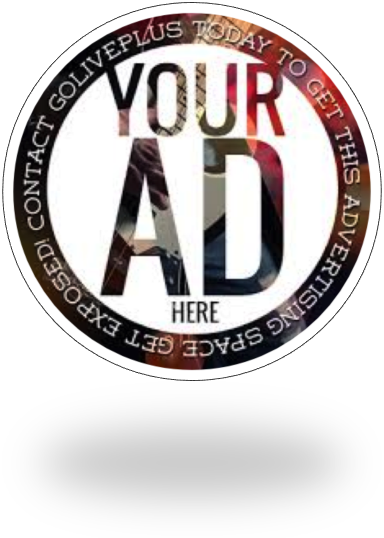 CONTACT GOLIVEPLUS TODAY TO GET THIS ADVERTISING SPACE GET EXPOSED!
YOUR
AD
HERE